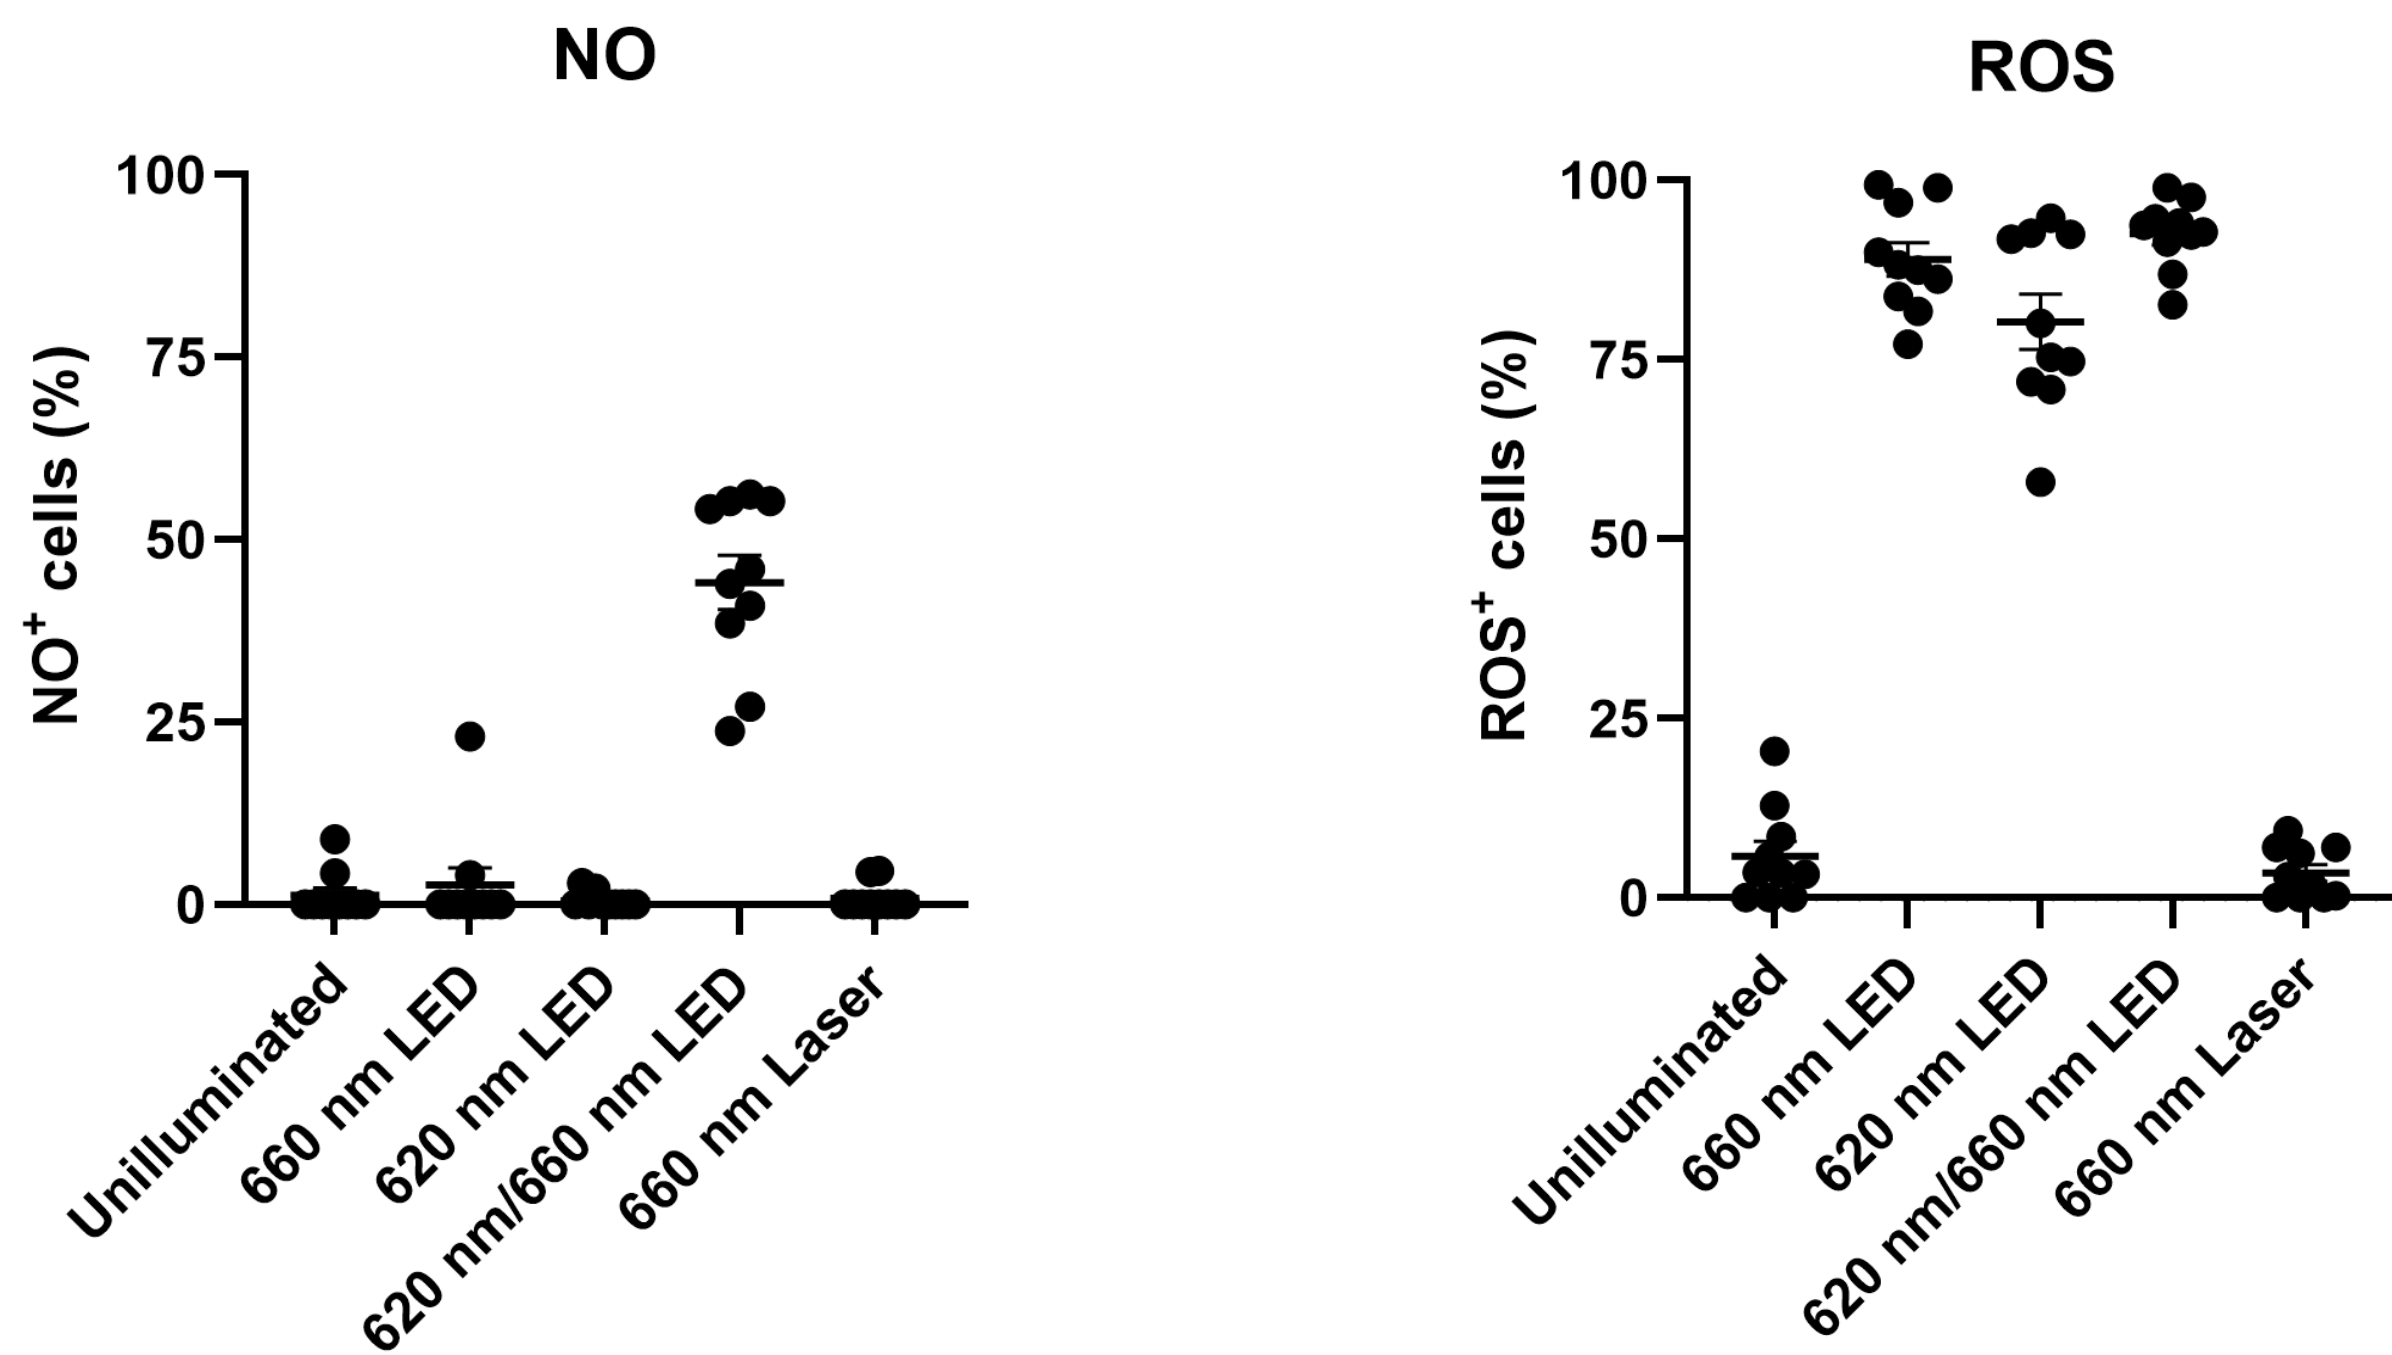 NO
NO+ cells (%)
100
75
50
25
0
Unilluminated
660 nm LED
620 nm LED
620 nm/660 nm LED
660 nm Laser
ROS
ROS+ cells (%)
100
75
50
25
0
Unilluminated
660 nm LED
620 nm LED
620 nm/660 nm LED
660 nm Laser